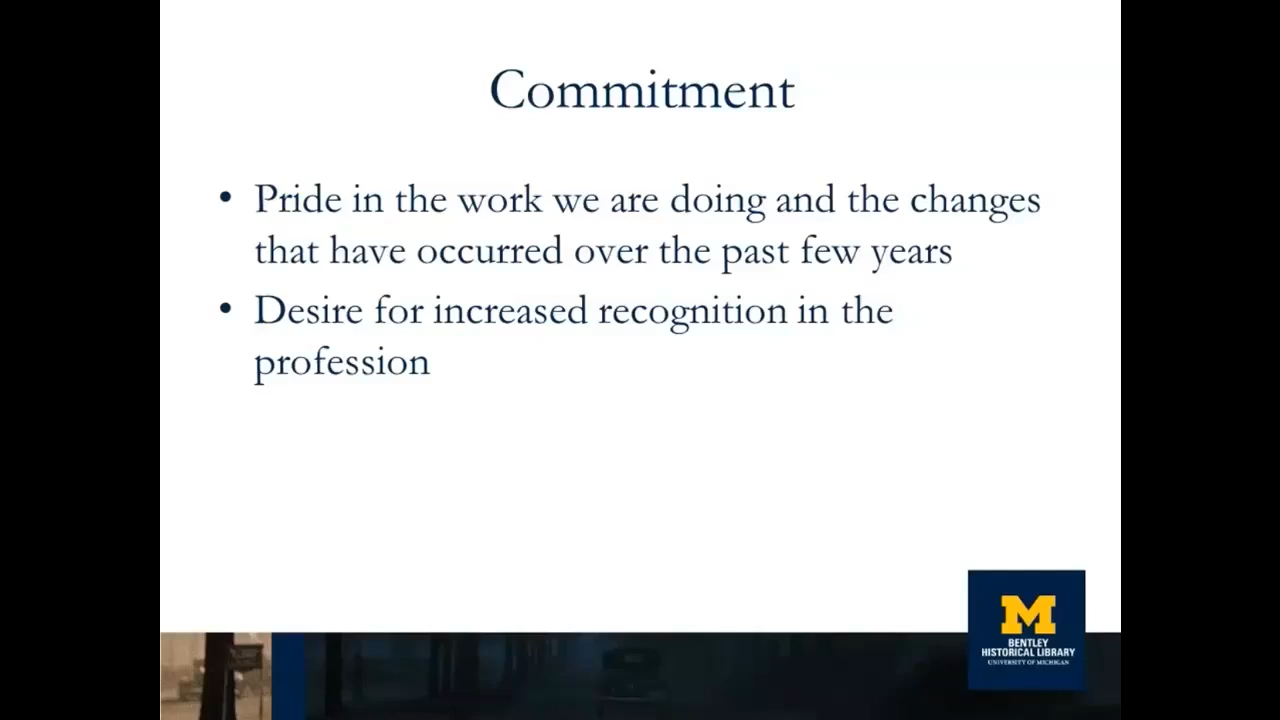 Commitment
• Pride in the work we are doing and the changes
that have occurred over the past few years
• Desire for increased recognition in the
profession
M
BENTLEY
HISTORICAL LIBRARY
UNIVERSITY OF MICHIGAN